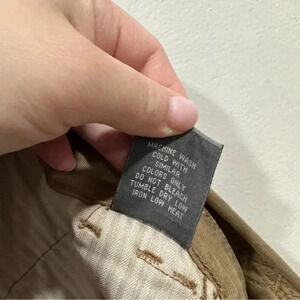 MACHINE WASH
COLD WITH
SIMILAR
COLORS ONLY
DO NOT BLEACH
TUMBLE DRY LOW
IRON LOW HEAT